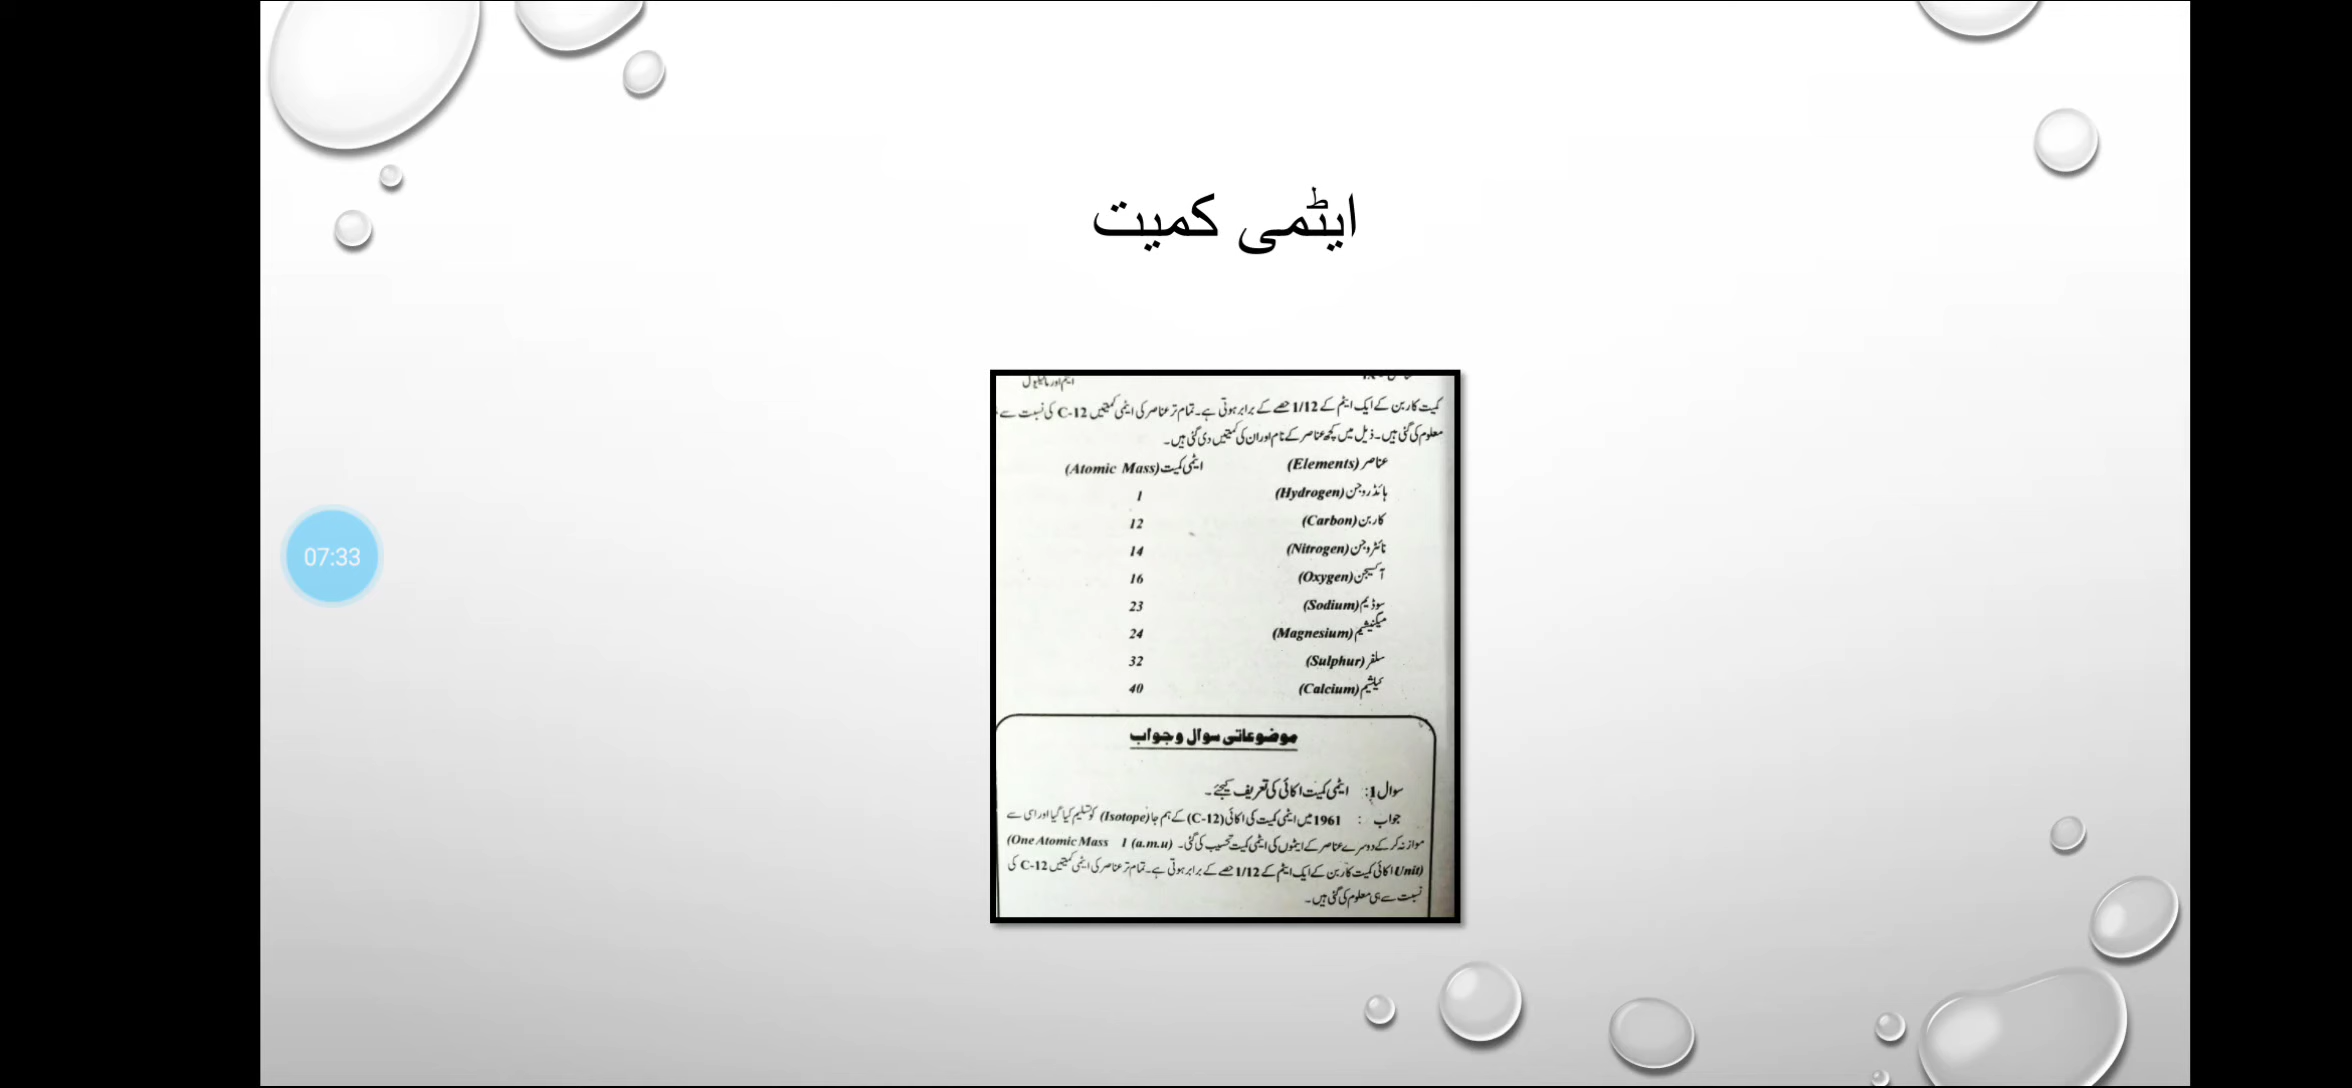 ایٹمی کمیت
ایٹم اور مالیکیول
کمیت کاربن کے ایک ایٹم کے 1/12 حصے کے برابر ہوتی ہے۔ تمام تر عناصر کی ایٹمی کمیتیں C-12 کی نسبت سے
معلوم کی گئی ہیں۔ ذیل میں کچھ عناصر کے نام اور ان کی کمیتیں دی گئی ہیں۔
عناصر (Elements) ایٹمی کمیت (Atomic Mass)
ہائڈروجن (Hydrogen) 1
کاربن (Carbon) 12
نائٹروجن (Nitrogen) 14
آکسیجن (Oxygen) 16
سوڈیم (Sodium) 23
میگنیشیم (Magnesium) 24
سلفر (Sulphur) 32
کیلشیم (Calcium) 40
موضوعاتی سوال و جواب
سوال 1: ایٹمی کمیت اکائی کی تعریف کیجئے۔
جواب : 1961 میں ایٹمی کمیت کی اکائی (C-12) کے ہم جا (Isotope) کو تسلیم کیا گیا اور اسی سے
موازنہ کر کے دوسرے عناصر کے ایٹموں کی ایٹمی کمیت تحسیب کی گئی۔ 1 (a.m.u) (One Atomic Mass
Unit) اکائی کمیت کاربن کے ایک ایٹم کے 1/12 حصے کے برابر ہوتی ہے۔ تمام تر عناصر کی ایٹمی کمیتیں C-12 کی
نسبت سے ہی معلوم کی گئی ہیں۔
07:33